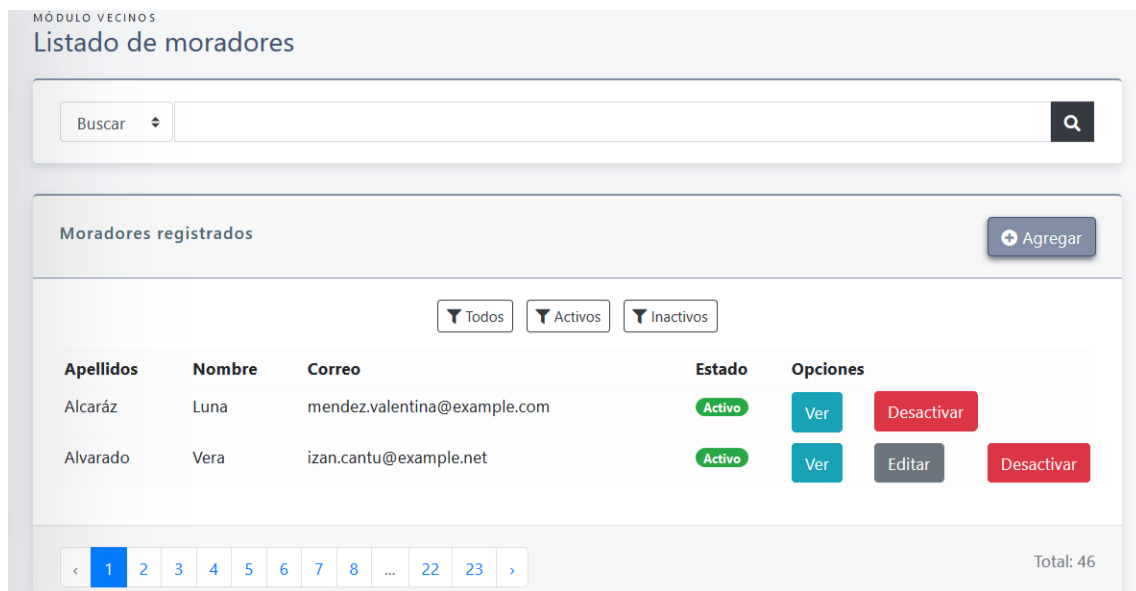 MÓDULO VECINOS
Listado de moradores
Buscar
Moradores registrados
Agregar
Todos Activos Inactivos
Apellidos Nombre Correo Estado Opciones
Alcaráz Luna mendez.valentina@example.com Activo Ver Desactivar
Alvarado Vera izan.cantu@example.net Activo Ver Editar Desactivar
‹ 1 2 3 4 5 6 7 8 ... 22 23 › Total: 46